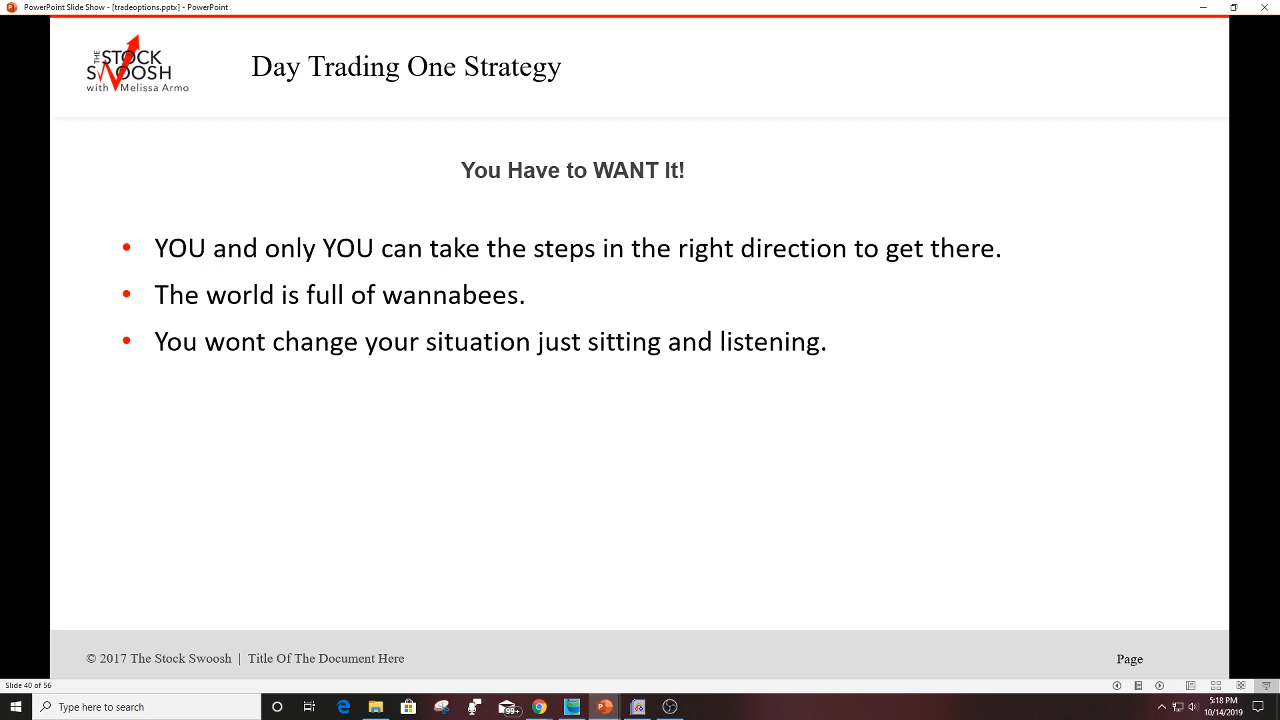 PowerPoint Slide Show - [tradeoptions.pptx] - PowerPoint
THE STOCK
SWOOSH
with Melissa Armo
Day Trading One Strategy
You Have to WANT It!
• YOU and only YOU can take the steps in the right direction to get there.
• The world is full of wannabees.
• You wont change your situation just sitting and listening.
© 2017 The Stock Swoosh | Title Of The Document Here
Page
Slide 40 of 56
Type here to search
99+
5:18 PM
10/14/2019